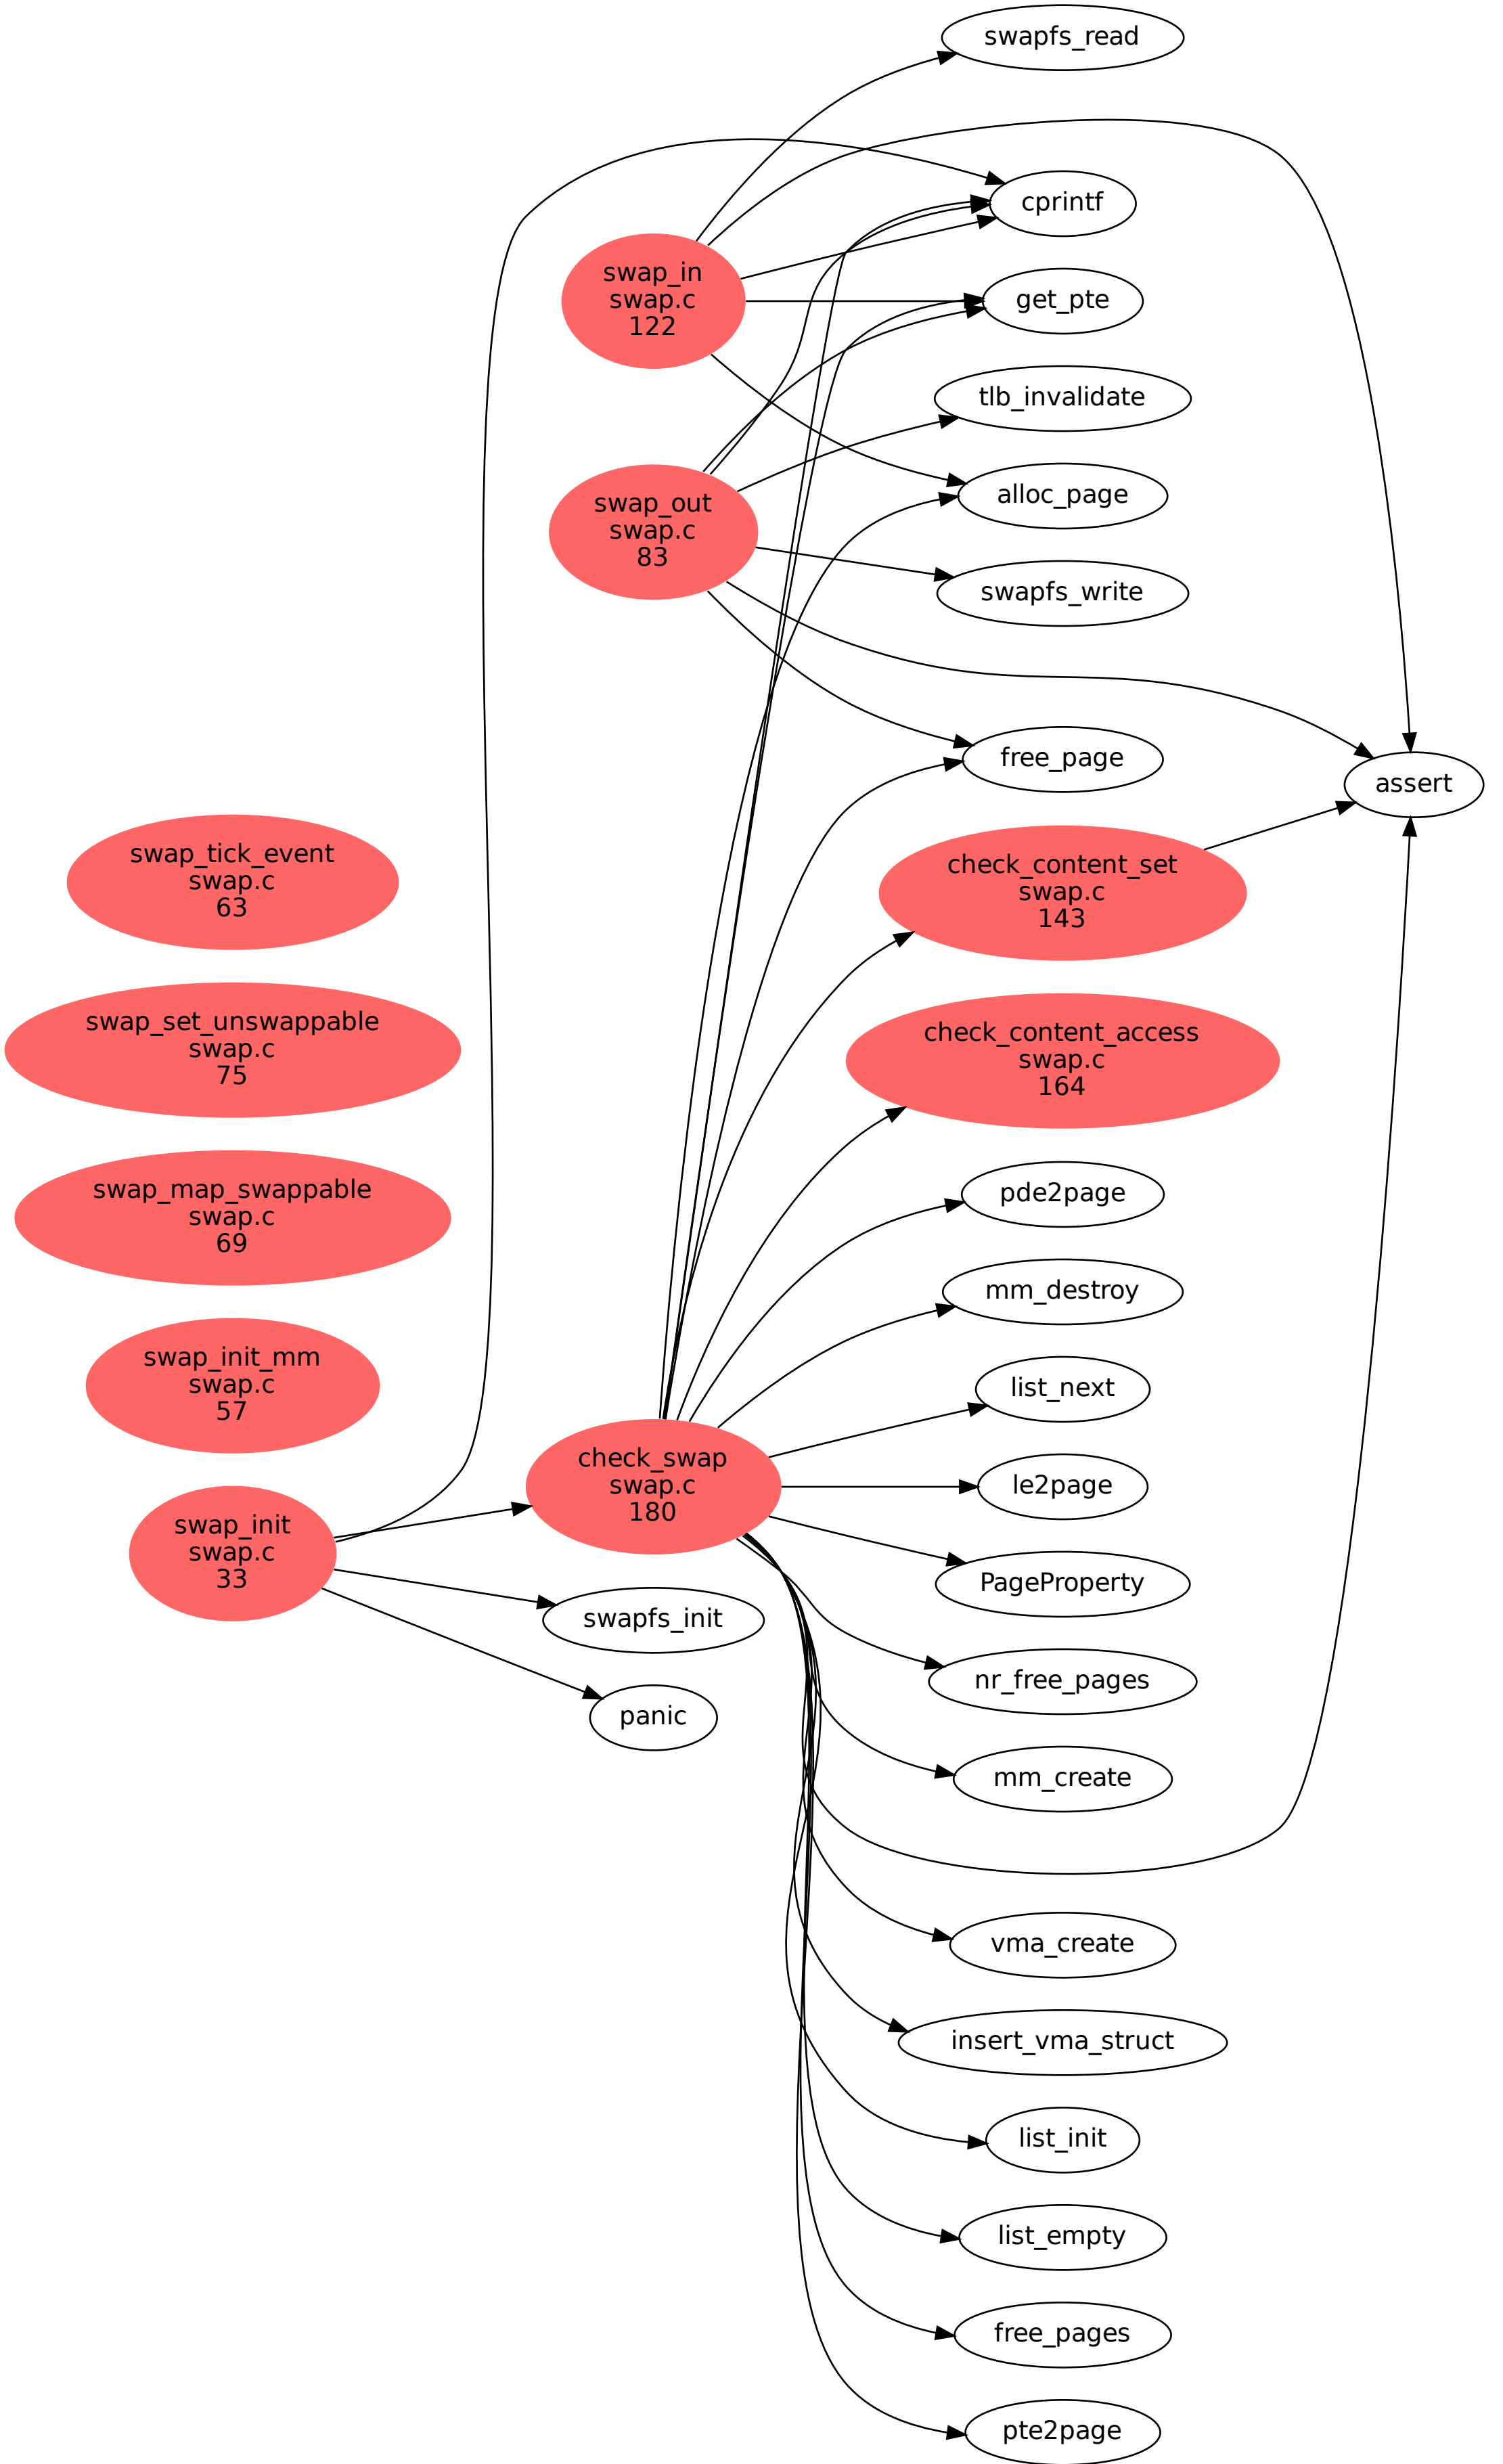 swapfs_read
cprintf
swap_in
swap.c
122
get_pte
tlb_invalidate
alloc_page
swap_out
swap.c
83
swapfs_write
free_page
assert
swap_tick_event
swap.c
63
check_content_set
swap.c
143
swap_set_unswappable
swap.c
75
check_content_access
swap.c
164
swap_map_swappable
swap.c
69
pde2page
mm_destroy
swap_init_mm
swap.c
57
list_next
check_swap
swap.c
180
le2page
swap_init
swap.c
33
PageProperty
swapfs_init
nr_free_pages
panic
mm_create
vma_create
insert_vma_struct
list_init
list_empty
free_pages
pte2page